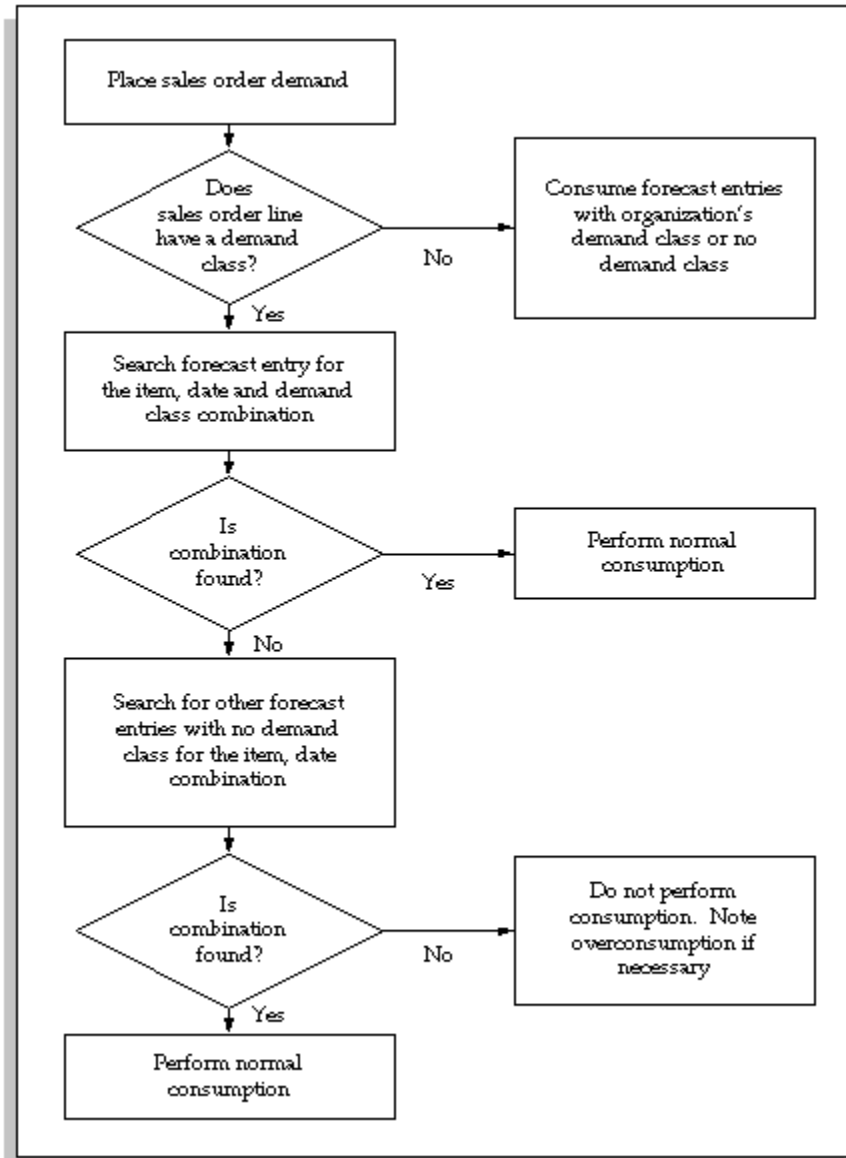 Place sales order demand
Does
sales order line
have a demand
class?
No
Consume forecast entries
with organization's
demand class or no
demand class
Yes
Search forecast entry for
the item, date and demand
class combination
Is
combination
found?
Yes
Perform normal
consumption
No
Search for other forecast
entries with no demand
class for the item, date
combination
Is
combination
found?
No
Do not perform
consumption.  Note
overconsumption if
necessary
Yes
Perform normal
consumption